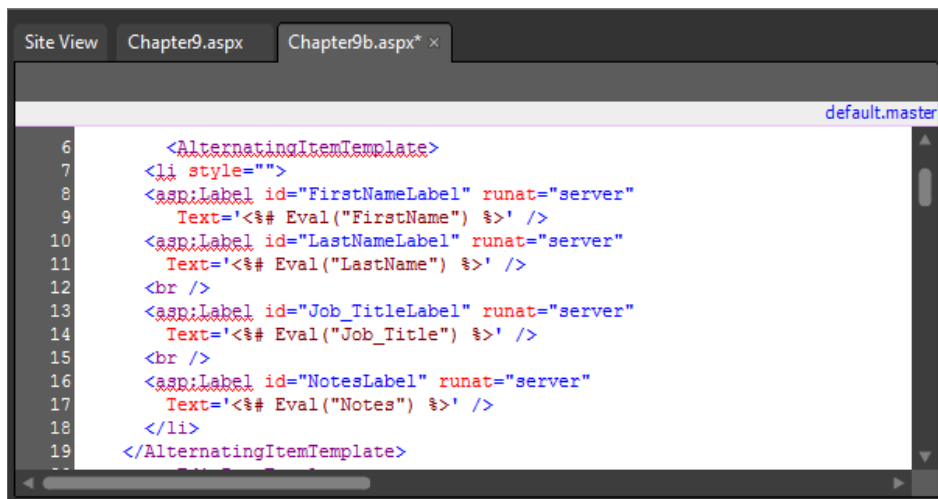 Site View Chapter9.aspx Chapter9b.aspx* ×
default.master
6 <AlternatingItemTemplate>
7 <li style="">
8 <asp:Label id="FirstNameLabel" runat="server"
9 Text='<%# Eval("FirstName") %>' />
10 <asp:Label id="LastNameLabel" runat="server"
11 Text='<%# Eval("LastName") %>' />
12 <br />
13 <asp:Label id="Job_TitleLabel" runat="server"
14 Text='<%# Eval("Job_Title") %>' />
15 <br />
16 <asp:Label id="NotesLabel" runat="server"
17 Text='<%# Eval("Notes") %>' />
18 </li>
19 </AlternatingItemTemplate>